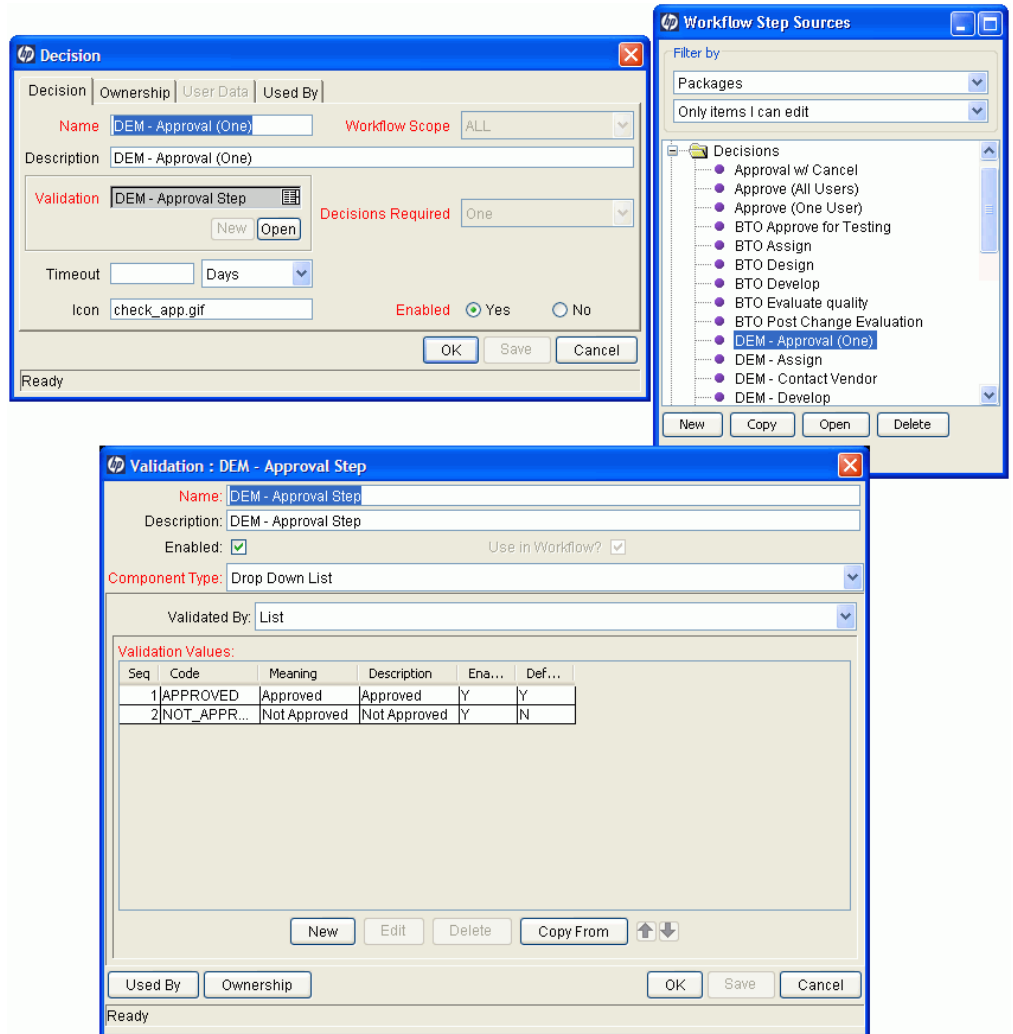 Decision
Decision Ownership User Data Used By
Name DEM - Approval (One) Workflow Scope ALL
Description DEM - Approval (One)
Validation DEM - Approval Step
New Open
Decisions Required One
Timeout Days
Icon check_app.gif Enabled Yes No
OK Save Cancel
Ready
hp Workflow Step Sources
Filter by
Packages
Only items I can edit
Decisions
Approval w/ Cancel
Approve (All Users)
Approve (One User)
BTO Approve for Testing
BTO Assign
BTO Design
BTO Develop
BTO Evaluate quality
BTO Post Change Evaluation
DEM - Approval (One)
DEM - Assign
DEM - Contact Vendor
DEM - Develop
New Copy Open Delete
hp Validation : DEM - Approval Step
Name: DEM - Approval Step
Description: DEM - Approval Step
Enabled: Use in Workflow?
Component Type: Drop Down List
Validated By: List
Validation Values:
Seq Code Meaning Description Ena... Def...
1 APPROVED Approved Approved Y Y
2 NOT_APPR... Not Approved Not Approved Y N
New Edit Delete Copy From
Used By Ownership OK Save Cancel
Ready